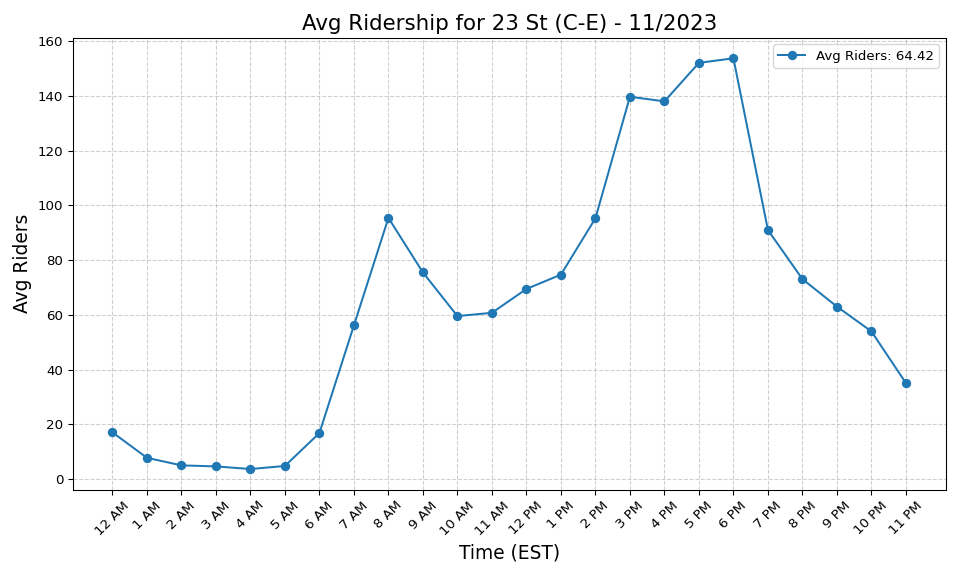 Avg Ridership for 23 St (C-E) - 11/2023
Avg Riders: 64.42
Avg Riders
160
140
120
100
80
60
40
20
0
12 AM
1 AM
2 AM
3 AM
4 AM
5 AM
6 AM
7 AM
8 AM
9 AM
10 AM
11 AM
12 PM
1 PM
2 PM
3 PM
4 PM
5 PM
6 PM
7 PM
8 PM
9 PM
10 PM
11 PM
Time (EST)